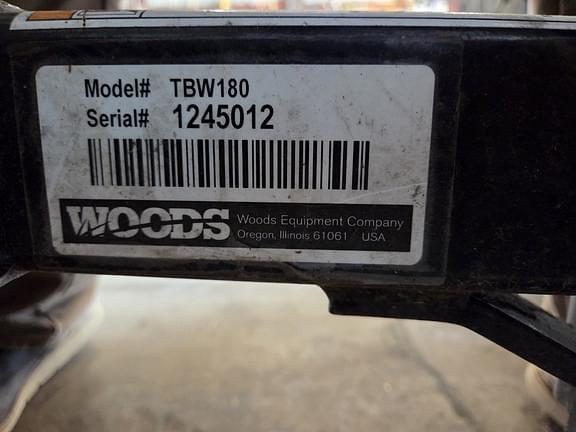 Model# TBW180
Serial# 1245012
WOODS
Woods Equipment Company
Oregon, Illinois 61061 USA